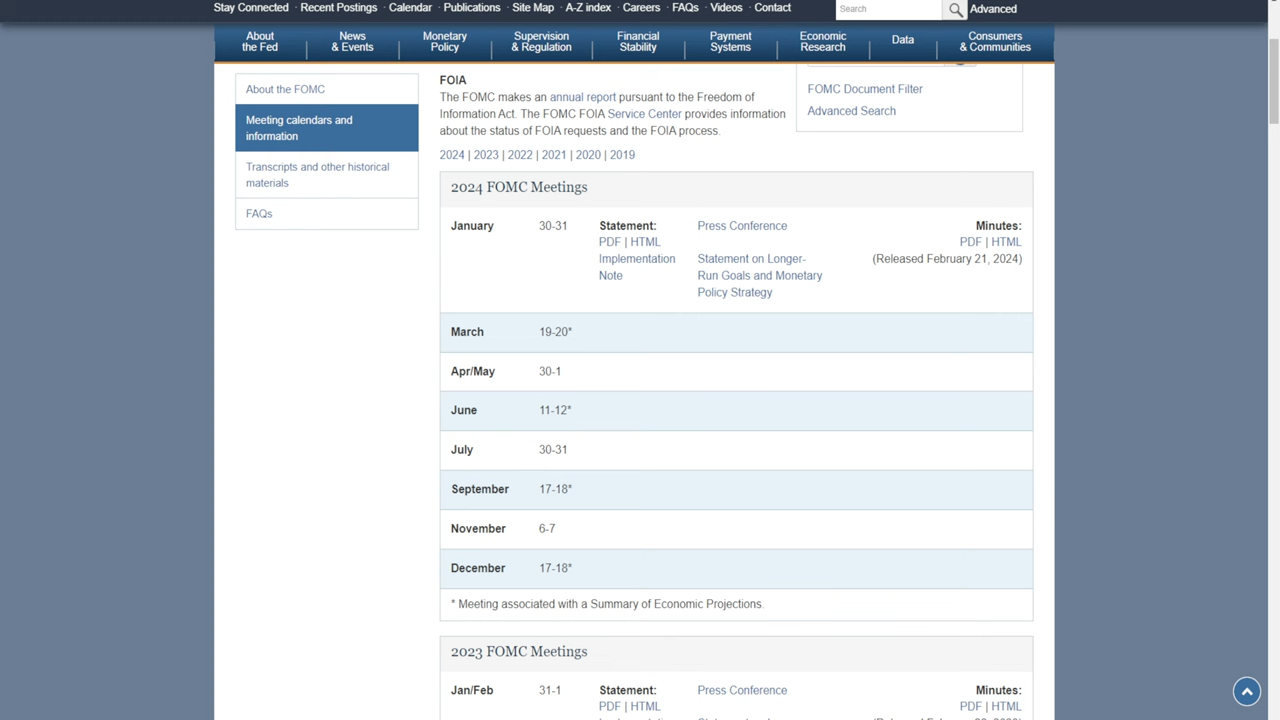 Stay Connected · Recent Postings · Calendar · Publications · Site Map · A-Z index · Careers · FAQs · Videos · Contact
Search
Advanced
About the Fed
News & Events
Monetary Policy
Supervision & Regulation
Financial Stability
Payment Systems
Economic Research
Data
Consumers & Communities
About the FOMC
Meeting calendars and
information
Transcripts and other historical
materials
FAQs
FOIA
The FOMC makes an annual report pursuant to the Freedom of
Information Act. The FOMC FOIA Service Center provides information
about the status of FOIA requests and the FOIA process.
FOMC Document Filter
Advanced Search
2024 | 2023 | 2022 | 2021 | 2020 | 2019
2024 FOMC Meetings
January 30-31 Statement: Press Conference Minutes:
PDF | HTML PDF | HTML
Implementation Statement on Longer- (Released February 21, 2024)
Note Run Goals and Monetary
Policy Strategy
March 19-20*
Apr/May 30-1
June 11-12*
July 30-31
September 17-18*
November 6-7
December 17-18*
* Meeting associated with a Summary of Economic Projections.
2023 FOMC Meetings
Jan/Feb 31-1 Statement: Press Conference Minutes:
PDF | HTML PDF | HTML